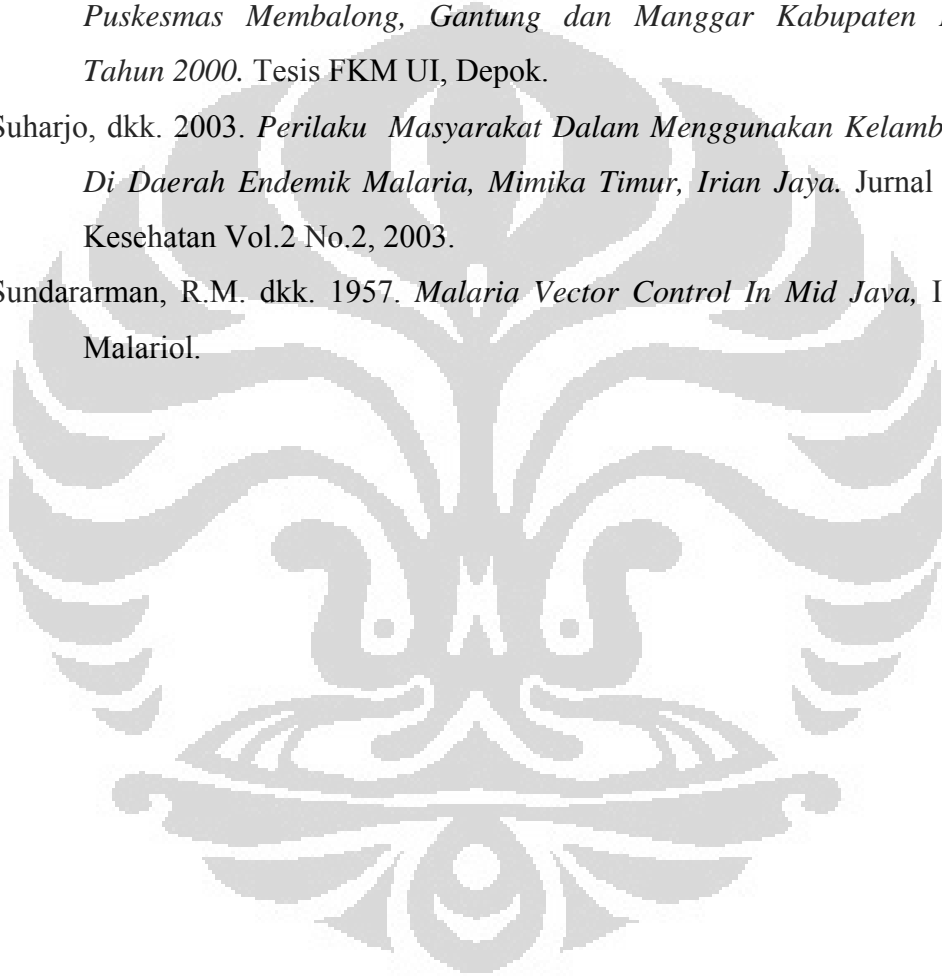 Puskesmas Membalong, Gantung dan Manggar Kabupaten
Tahun 2000. Tesis FKM UI, Depok.
Suharjo, dkk. 2003. Perilaku Masyarakat Dalam Menggunakan Kelamb
Di Daerah Endemik Malaria, Mimika Timur, Irian Jaya. Jurnal
Kesehatan Vol.2 No.2, 2003.
Sundararman, R.M. dkk. 1957. Malaria Vector Control In Mid Java, I
Malariol.